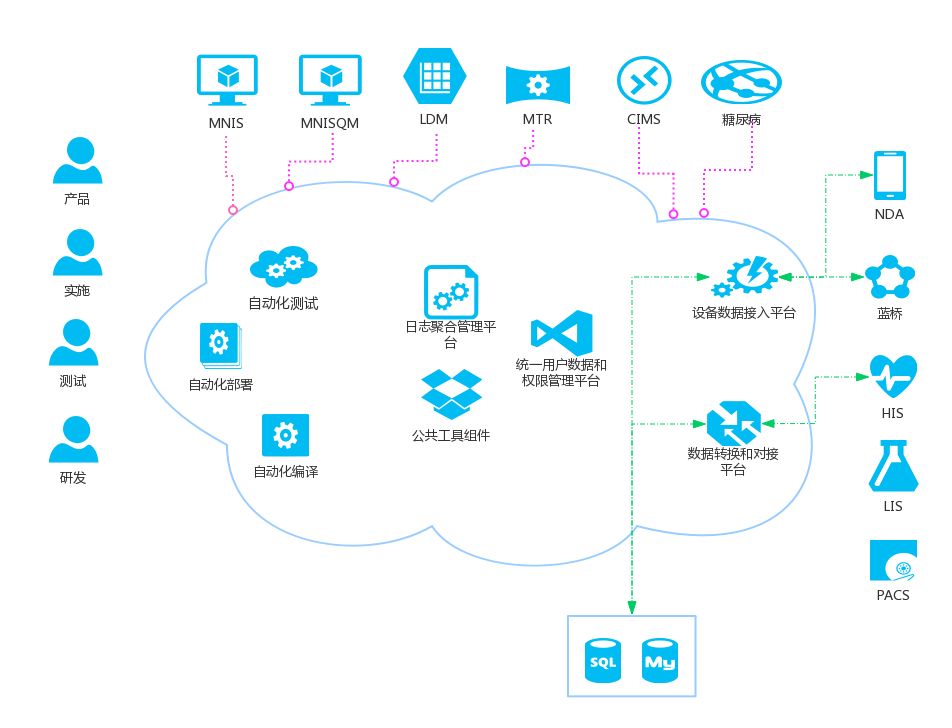 MNIS
MNISQM
LDM
MTR
CIMS
糖尿病
产品
实施
测试
研发
自动化测试
自动化部署
自动化编译
日志聚合管理平
台
公共工具组件
统一用户数据和
权限管理平台
设备数据接入平台
数据转换和对接
平台
NDA
蓝桥
HIS
LIS
PACS
SQL
My